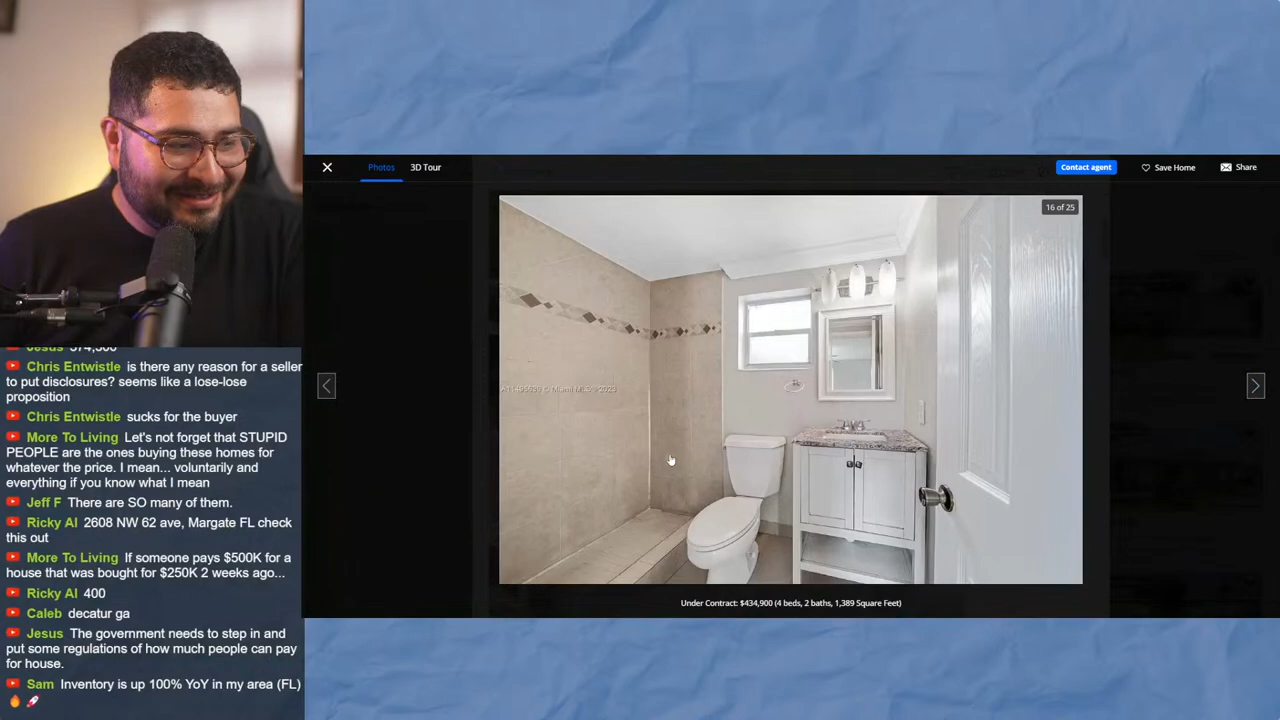 Photos
3D Tour
Contact agent
Save Home
Share
16 of 25
Under Contract: $434,900 (4 beds, 2 baths, 1,389 Square Feet)
Chris Entwistle is there any reason for a seller
to put disclosures? seems like a lose-lose
proposition
Chris Entwistle sucks for the buyer
More To Living Let's not forget that STUPID
PEOPLE are the ones buying these homes for
whatever the price. I mean... voluntarily and
everything if you know what I mean
Jeff F There are SO many of them.
Ricky Al 2608 NW 62 ave, Margate FL check
this out
More To Living If someone pays $500K for a
house that was bought for $250K 2 weeks ago...
Ricky Al 400
Caleb decatur ga
Jesus The government needs to step in and
put some regulations of how much people can pay
for house.
Sam Inventory is up 100% YoY in my area (FL)
🔥 🚀